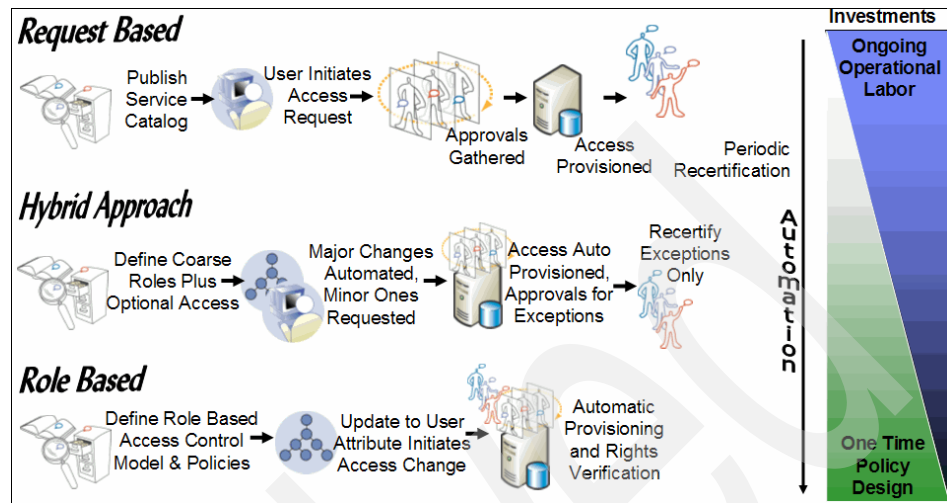 Request Based
Publish
Service
Catalog
User Initiates
Access
Request
Approvals
Gathered
Access
Provisioned
Periodic
Recertification
Hybrid Approach
Define Coarse
Roles Plus
Optional Access
Major Changes
Automated,
Minor Ones
Requested
Access Auto
Provisioned,
Approvals for
Exceptions
Recertify
Exceptions
Only
Role Based
Define Role Based
Access Control
Model & Policies
Update to User
Attribute Initiates
Access Change
Automatic
Provisioning
and Rights
Verification
Automation
Investments
Ongoing
Operational
Labor
One Time
Policy
Design